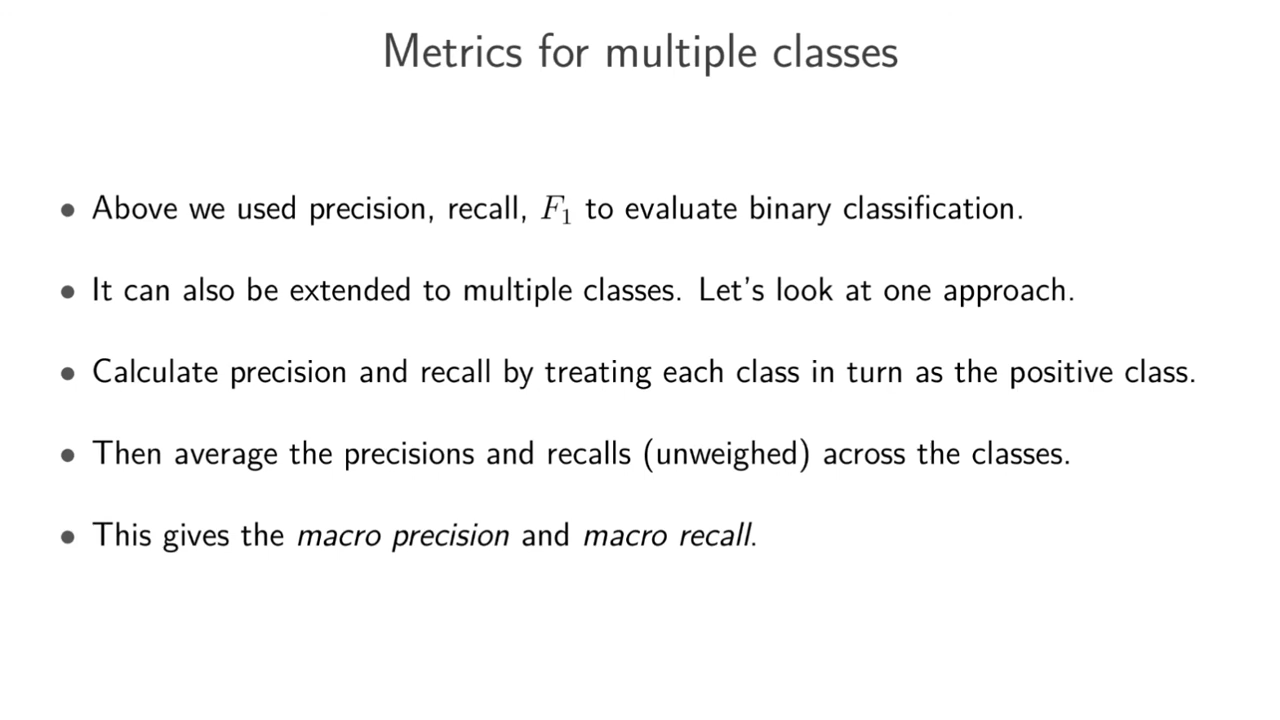 Metrics for multiple classes
• Above we used precision, recall, F₁ to evaluate binary classification.
• It can also be extended to multiple classes. Let's look at one approach.
• Calculate precision and recall by treating each class in turn as the positive class.
• Then average the precisions and recalls (unweighed) across the classes.
• This gives the macro precision and macro recall.